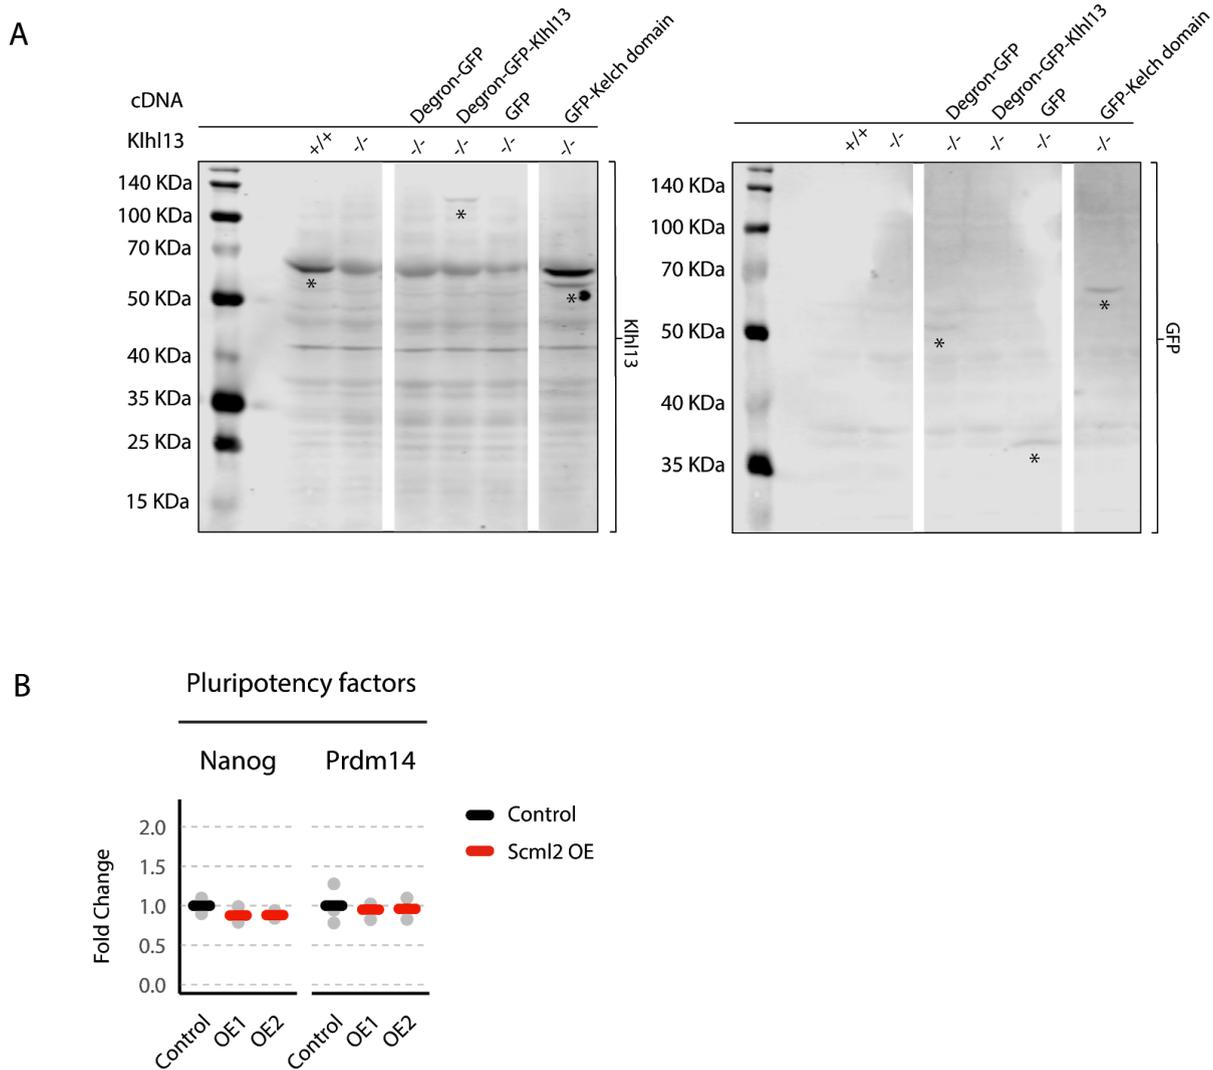 A
cDNA
Degron-GFP
Degron-GFP-Klhl13
GFP
GFP-Kelch domain
Klhl13
+/+
-/-
-/-
-/-
-/-
-/-
140 KDa
100 KDa
70 KDa
50 KDa
40 KDa
35 KDa
25 KDa
15 KDa
*
*
*
Klhl13
Degron-GFP
Degron-GFP-Klhl13
GFP
GFP-Kelch domain
+/+
-/-
-/-
-/-
-/-
-/-
140 KDa
100 KDa
70 KDa
50 KDa
40 KDa
35 KDa
*
*
*
GFP
B
Pluripotency factors
Nanog
Prdm14
Fold Change
2.0
1.5
1.0
0.5
0.0
Control
OE1
OE2
Control
OE1
OE2
Control
Scml2 OE